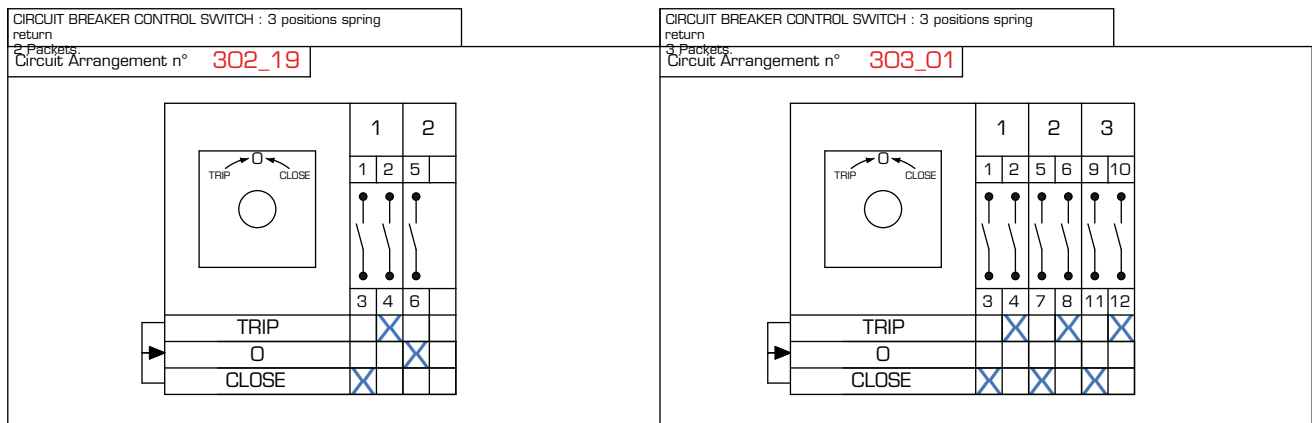 CIRCUIT BREAKER CONTROL SWITCH : 3 positions spring
return
2 Packets.
Circuit Arrangement n° 302_19
1 2
O
TRIP CLOSE
1 2 5
3 4 6
TRIP X
O X
CLOSE X
CIRCUIT BREAKER CONTROL SWITCH : 3 positions spring
return
3 Packets.
Circuit Arrangement n° 303_01
1 2 3
O
TRIP CLOSE
1 2 5 6 9 10
3 4 7 8 11 12
TRIP X X X
O
CLOSE X X X